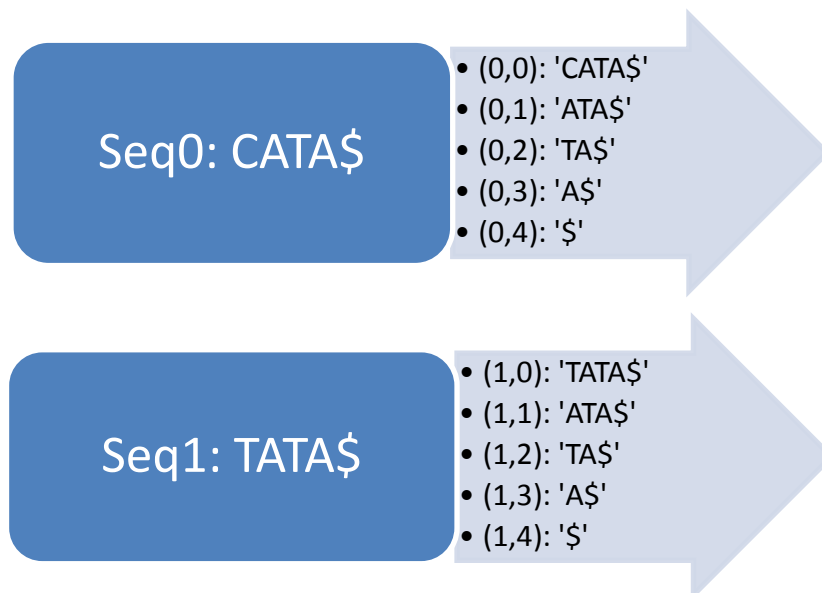 Seq0: CATA$
• (0,0): 'CATA$'
• (0,1): 'ATA$'
• (0,2): 'TA$'
• (0,3): 'A$'
• (0,4): '$'
Seq1: TATA$
• (1,0): 'TATA$'
• (1,1): 'ATA$'
• (1,2): 'TA$'
• (1,3): 'A$'
• (1,4): '$'